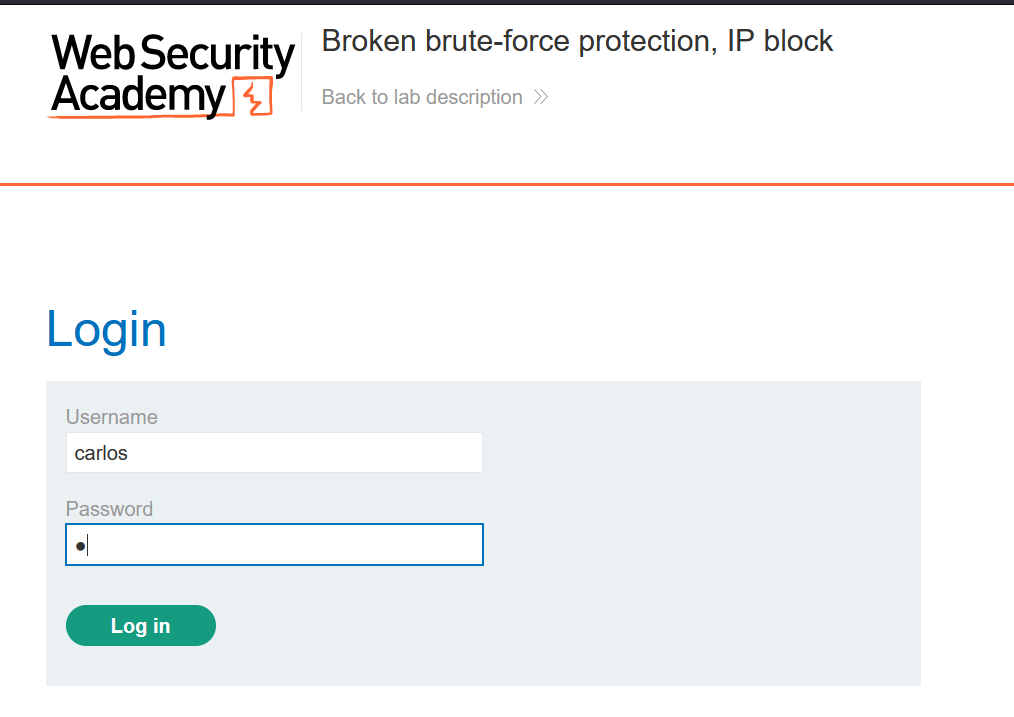 Web Security
Academy
Broken brute-force protection, IP block
Back to lab description
Login
Username
carlos
Password
Log in